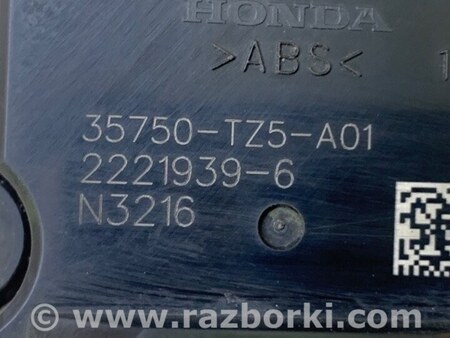 HONDA
>ABS<
35750-TZ5-A01
2221939-6
N3216
© www.razborki.com